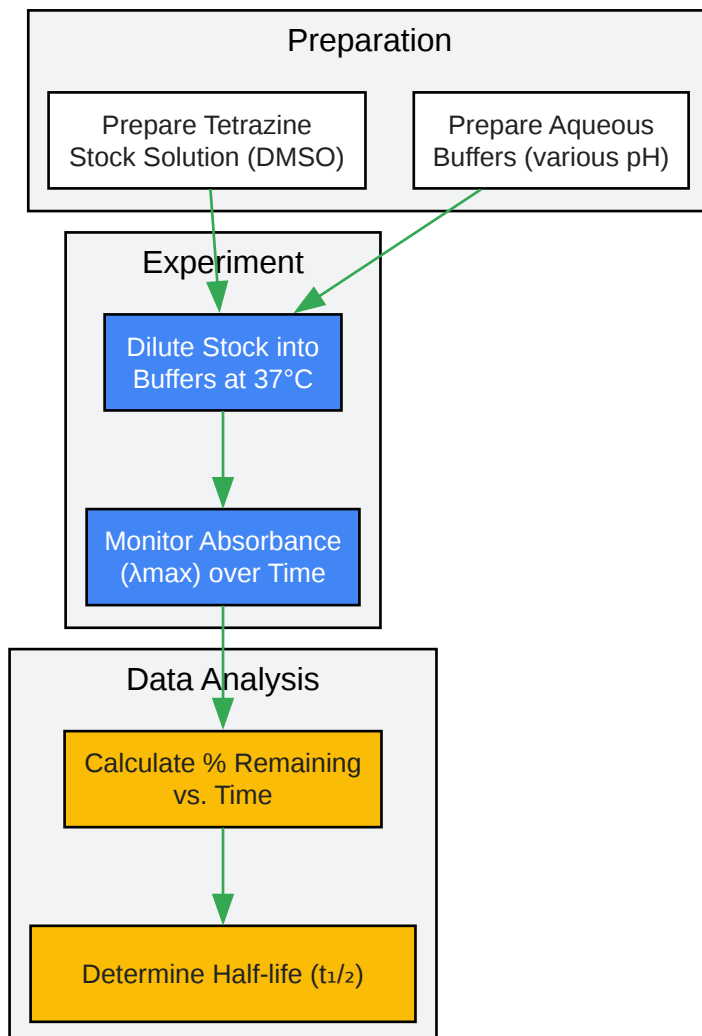 Preparation
Prepare Tetrazine
Stock Solution (DMSO)
Prepare Aqueous
Buffers (various pH)
Experiment
Dilute Stock into
Buffers at 37°C
Monitor Absorbance
(λmax) over Time
Data Analysis
Calculate % Remaining
vs. Time
Determine Half-life (t₁/₂)